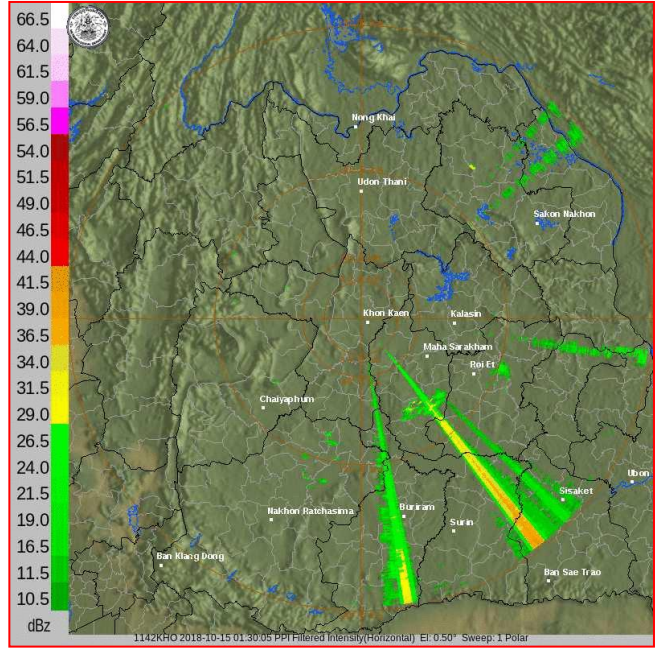 66.5
64.0
61.5
59.0
56.5
54.0
51.5
49.0
46.5
44.0
41.5
39.0
36.5
34.0
31.5
29.0
26.5
24.0
21.5
19.0
16.5
11.5
10.5
dBz
Nong Khai
Udon Thani
Sakon Nakhon
Khon Kaen
Kalasin
Maha Sarakham
Roi Et
Chaiyaphum
Ubon
Sisaket
Nakhon Ratchasima
Buriram
Surin
Ban Klang Dong
Ban Sae Trao
1142KHO 2018-10-15 01:30:05 PPI Filtered Intensity(Horizontal) El: 0.50° Sweep: 1 Polar